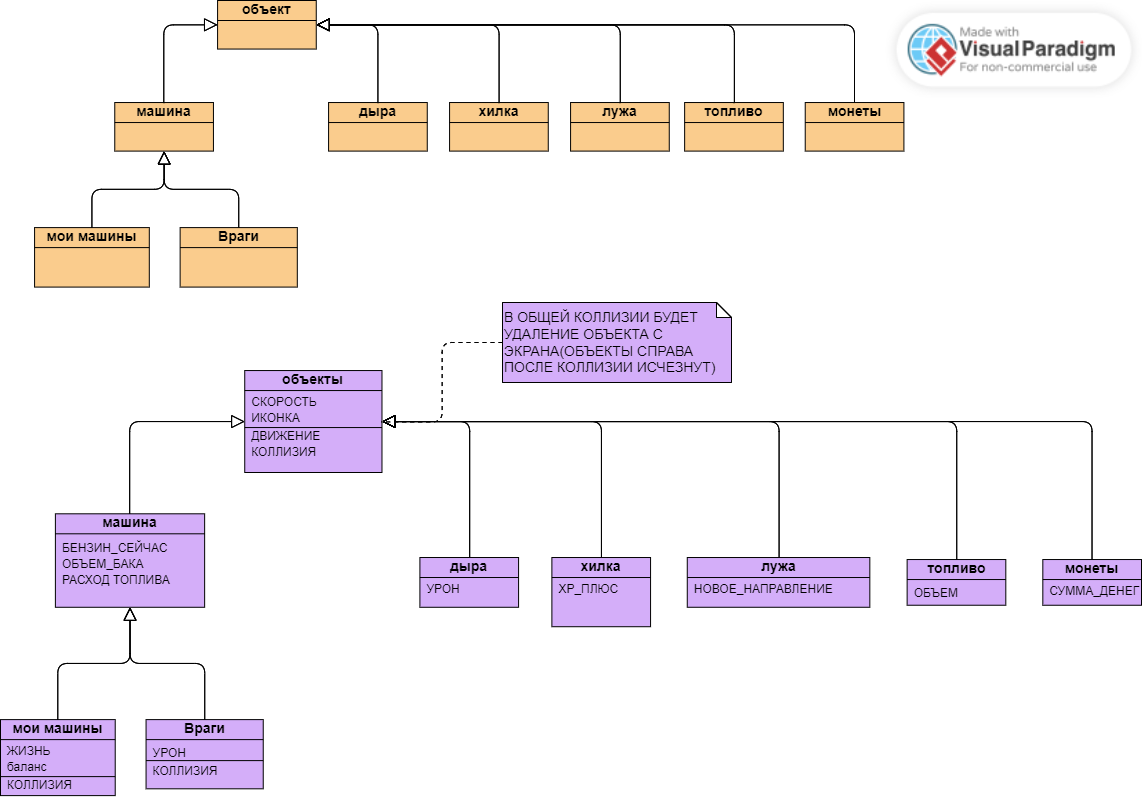 объект
Made with
Visual Paradigm
For non-commercial use
машина
дыра
хилка
лужа
топливо
монеты
мои машины
Враги
В ОБЩЕЙ КОЛЛИЗИИ БУДЕТ
УДАЛЕНИЕ ОБЪЕКТА С
ЭКРАНА(ОБЪЕКТЫ СПРАВА
ПОСЛЕ КОЛЛИЗИИ ИСЧЕЗНУТ)
объекты
СКОРОСТЬ
ИКОНКА
ДВИЖЕНИЕ
КОЛЛИЗИЯ
машина
БЕНЗИН_СЕЙЧАС
ОБЪЕМ_БАКА
РАСХОД ТОПЛИВА
дыра
УРОН
хилка
ХР_ПЛЮС
лужа
НОВОЕ_НАПРАВЛЕНИЕ
топливо
ОБЪЕМ
монеты
СУММА_ДЕНЕГ
мои машины
ЖИЗНЬ
баланс
КОЛЛИЗИЯ
Враги
УРОН
КОЛЛИЗИЯ